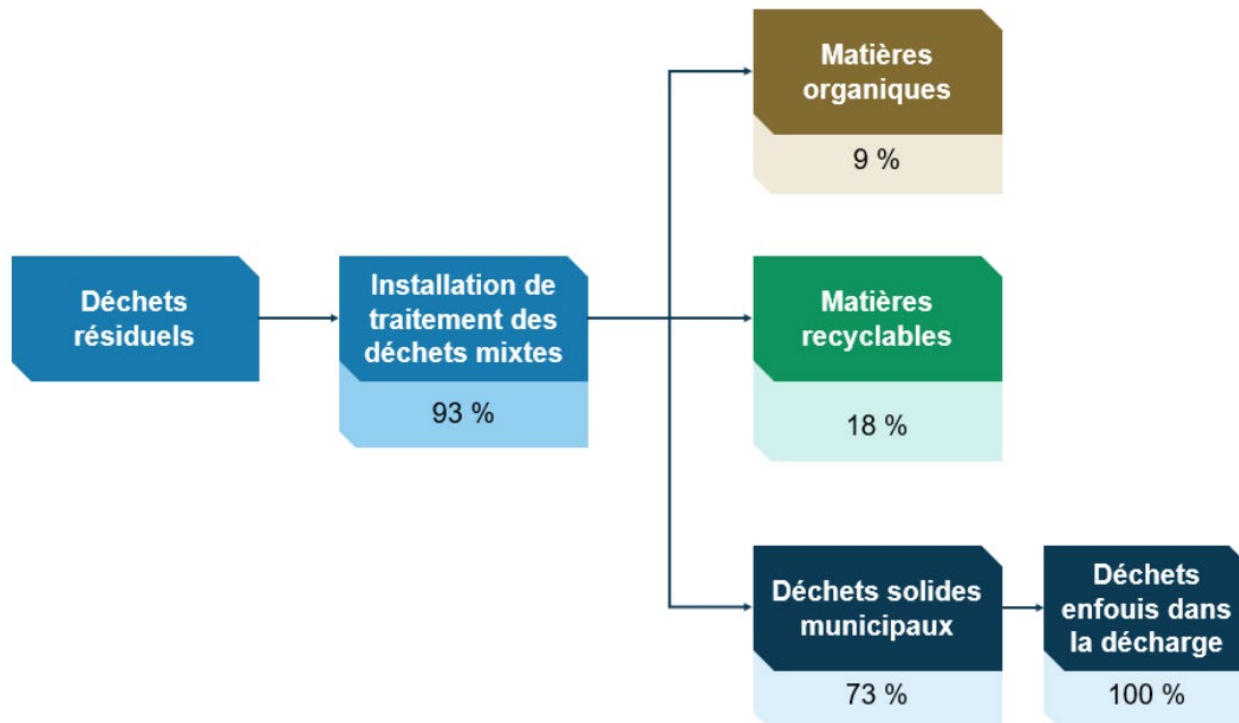 Matières
organiques
9 %
Déchets
résiduels
Installation de
traitement des
déchets mixtes
93 %
Matières
recyclables
18 %
Déchets solides
municipaux
73 %
Déchets
enfouis dans
la décharge
100 %